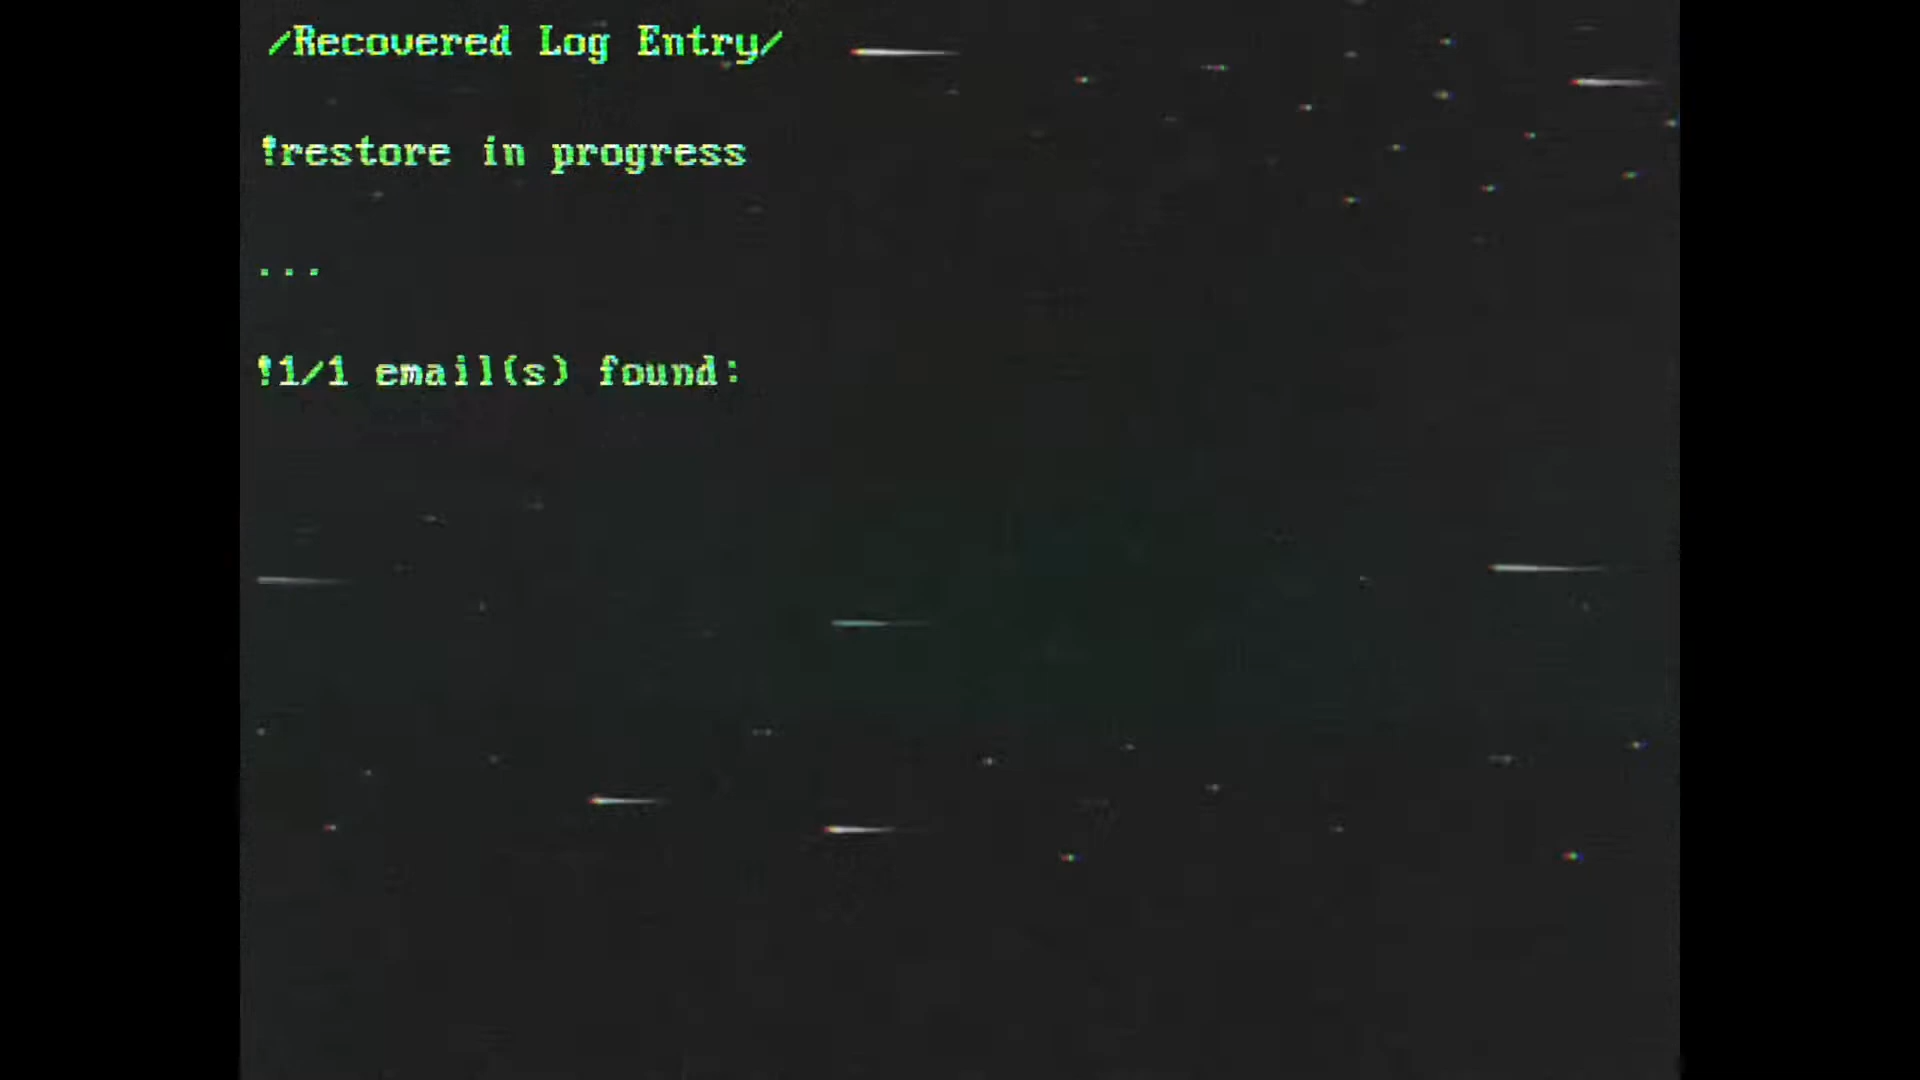 /Recovered Log Entry/
!restore in progress
...
!1/1 email(s) found: